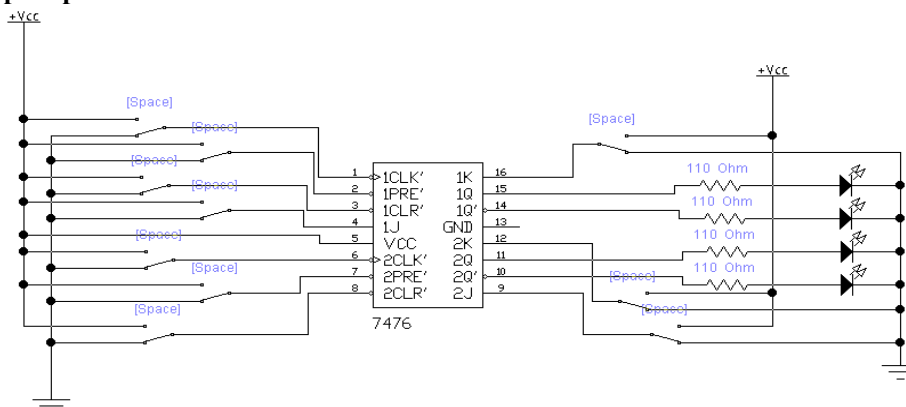 +Vcc
+Vcc
[Space]
[Space]
[Space]
[Space]
[Space]
[Space]
[Space]
[Space]
[Space]
[Space]
[Space]
110 Ohm
110 Ohm
110 Ohm
110 Ohm
1 1CLK' 1K 16
2 1PRE' 1Q 15
3 1CLR' 1Q' 14
4 1J GND 13
5 VCC 2K 12
6 2CLK' 2Q 11
7 2PRE' 2Q' 10
8 2CLR' 2J 9
7476